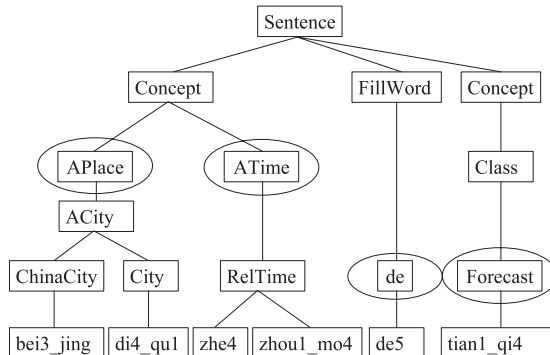 Sentence
Concept FillWord Concept
APlace ATime Class
ACity
ChinaCity City RelTime de Forecast
bei3_jing di4_qu1 zhe4 zhou1_mo4 de5 tian1_qi4